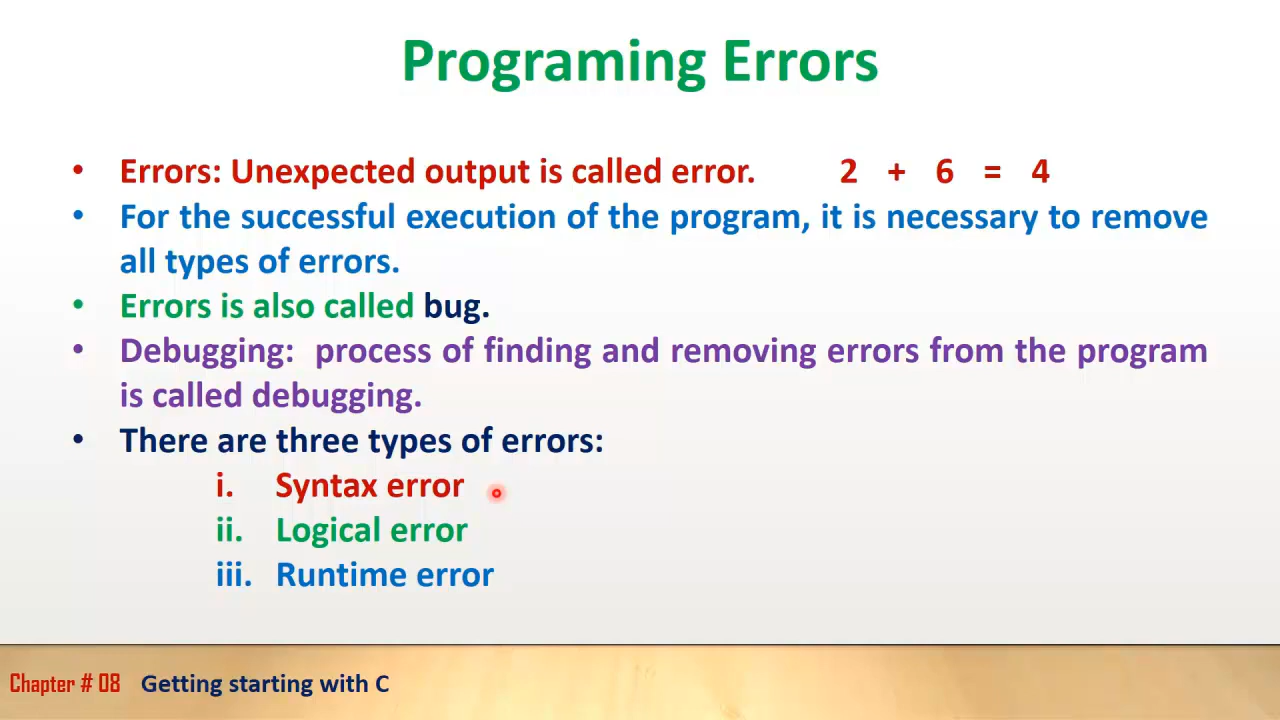 Programing Errors
• Errors: Unexpected output is called error. 2 + 6 = 4
• For the successful execution of the program, it is necessary to remove
all types of errors.
• Errors is also called bug.
• Debugging: process of finding and removing errors from the program
is called debugging.
• There are three types of errors:
i. Syntax error
ii. Logical error
iii. Runtime error
Chapter # 08 Getting starting with C